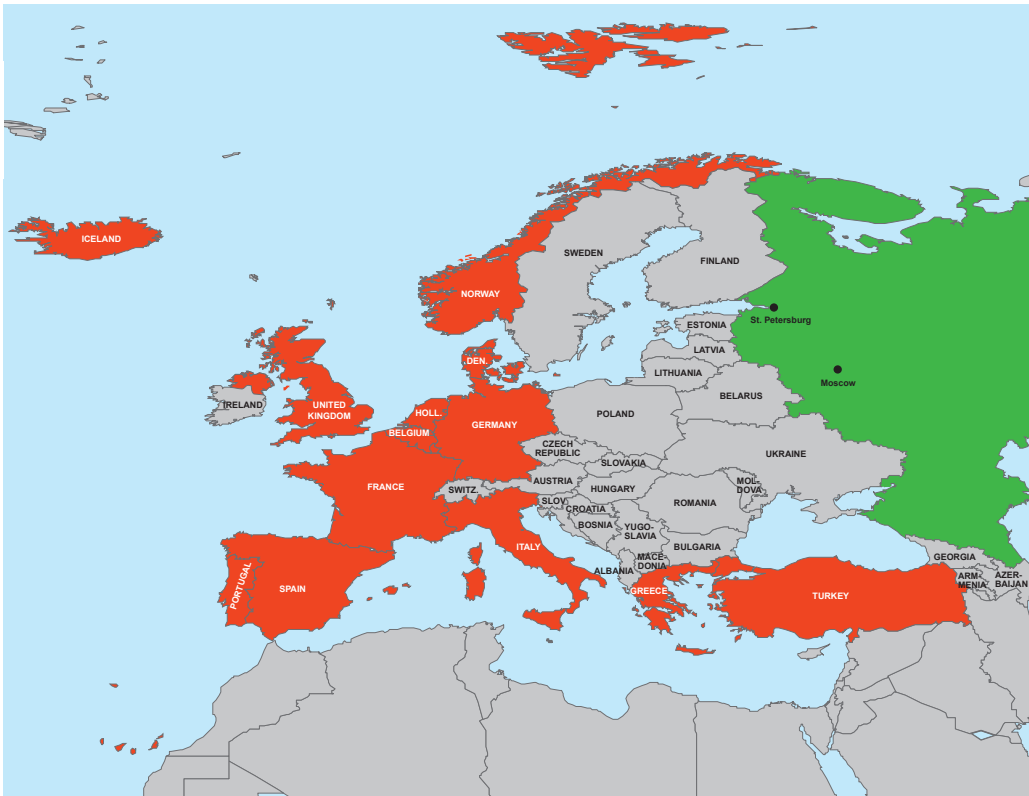 ICELAND
SWEDEN
FINLAND
NORWAY
St. Petersburg
ESTONIA
LATVIA
DEN.
LITHUANIA
Moscow
BELARUS
IRELAND
UNITED
KINGDOM
HOLL.
BELGIUM
GERMANY
POLAND
CZECH
REPUBLIC
SLOVAKIA
UKRAINE
FRANCE
SWITZ.
AUSTRIA
HUNGARY
MOL-
DOVA
ROMANIA
SLOV.
CROATIA
BOSNIA
YUGO-
SLAVIA
ITALY
BULGARIA
GEORGIA
ALBANIA
MACE-
DONIA
ARM-
MENIA
AZER-
BAIJAN
PORTUGAL
SPAIN
GREECE
TURKEY